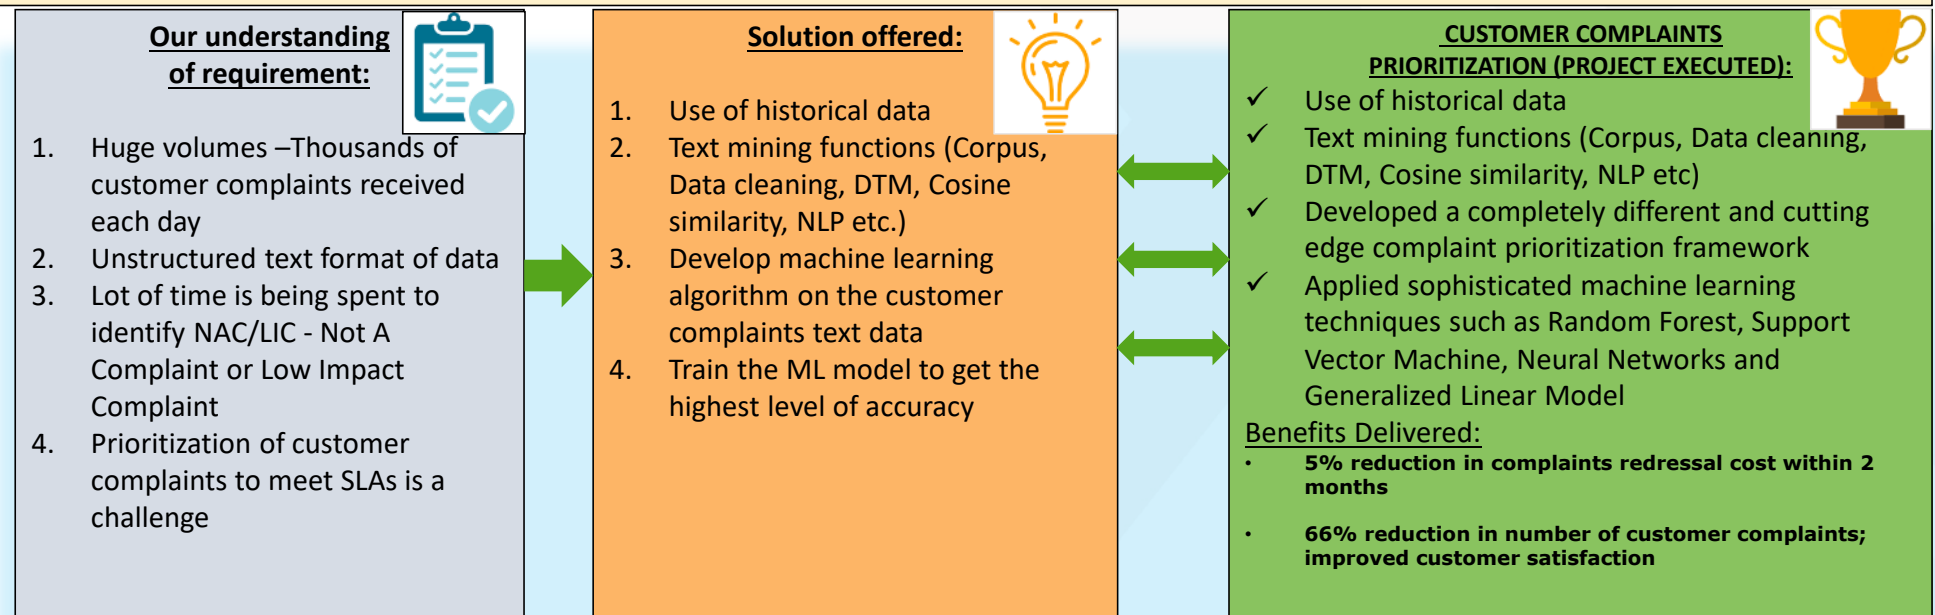 Our understanding
of requirement:
1. Huge volumes –Thousands of
customer complaints received
each day
2. Unstructured text format of data
3. Lot of time is being spent to
identify NAC/LIC - Not A
Complaint or Low Impact
Complaint
4. Prioritization of customer
complaints to meet SLAs is a
challenge
Solution offered:
1. Use of historical data
2. Text mining functions (Corpus,
Data cleaning, DTM, Cosine
similarity, NLP etc.)
3. Develop machine learning
algorithm on the customer
complaints text data
4. Train the ML model to get the
highest level of accuracy
CUSTOMER COMPLAINTS
PRIORITIZATION (PROJECT EXECUTED):
✓ Use of historical data
✓ Text mining functions (Corpus, Data cleaning,
DTM, Cosine similarity, NLP etc)
✓ Developed a completely different and cutting
edge complaint prioritization framework
✓ Applied sophisticated machine learning
techniques such as Random Forest, Support
Vector Machine, Neural Networks and
Generalized Linear Model
Benefits Delivered:
• 5% reduction in complaints redressal cost within 2
months
• 66% reduction in number of customer complaints;
improved customer satisfaction